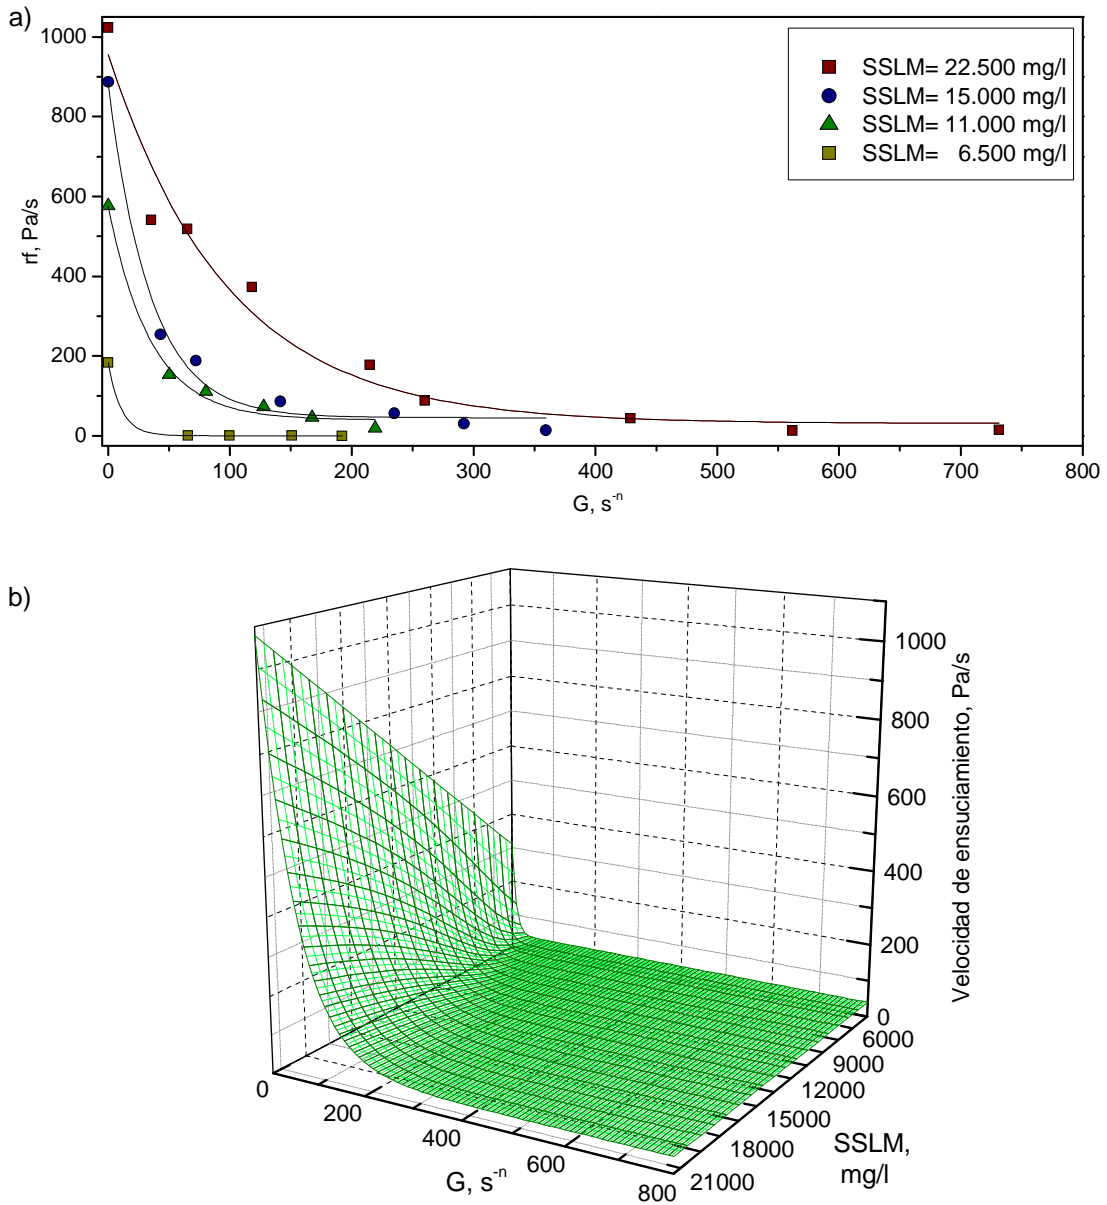 a)
1000
800
600
400
200
0
rf, Pa/s
SSLM= 22.500 mg/l
SSLM= 15.000 mg/l
SSLM= 11.000 mg/l
SSLM= 6.500 mg/l
0 100 200 300 400 500 600 700 800
G, s-n
b)
1000
800
600
400
200
0
Velocidad de ensuciamiento, Pa/s
6000
9000
12000
15000
18000
21000
SSLM,
mg/l
0
200
400
600
800
G, s-n